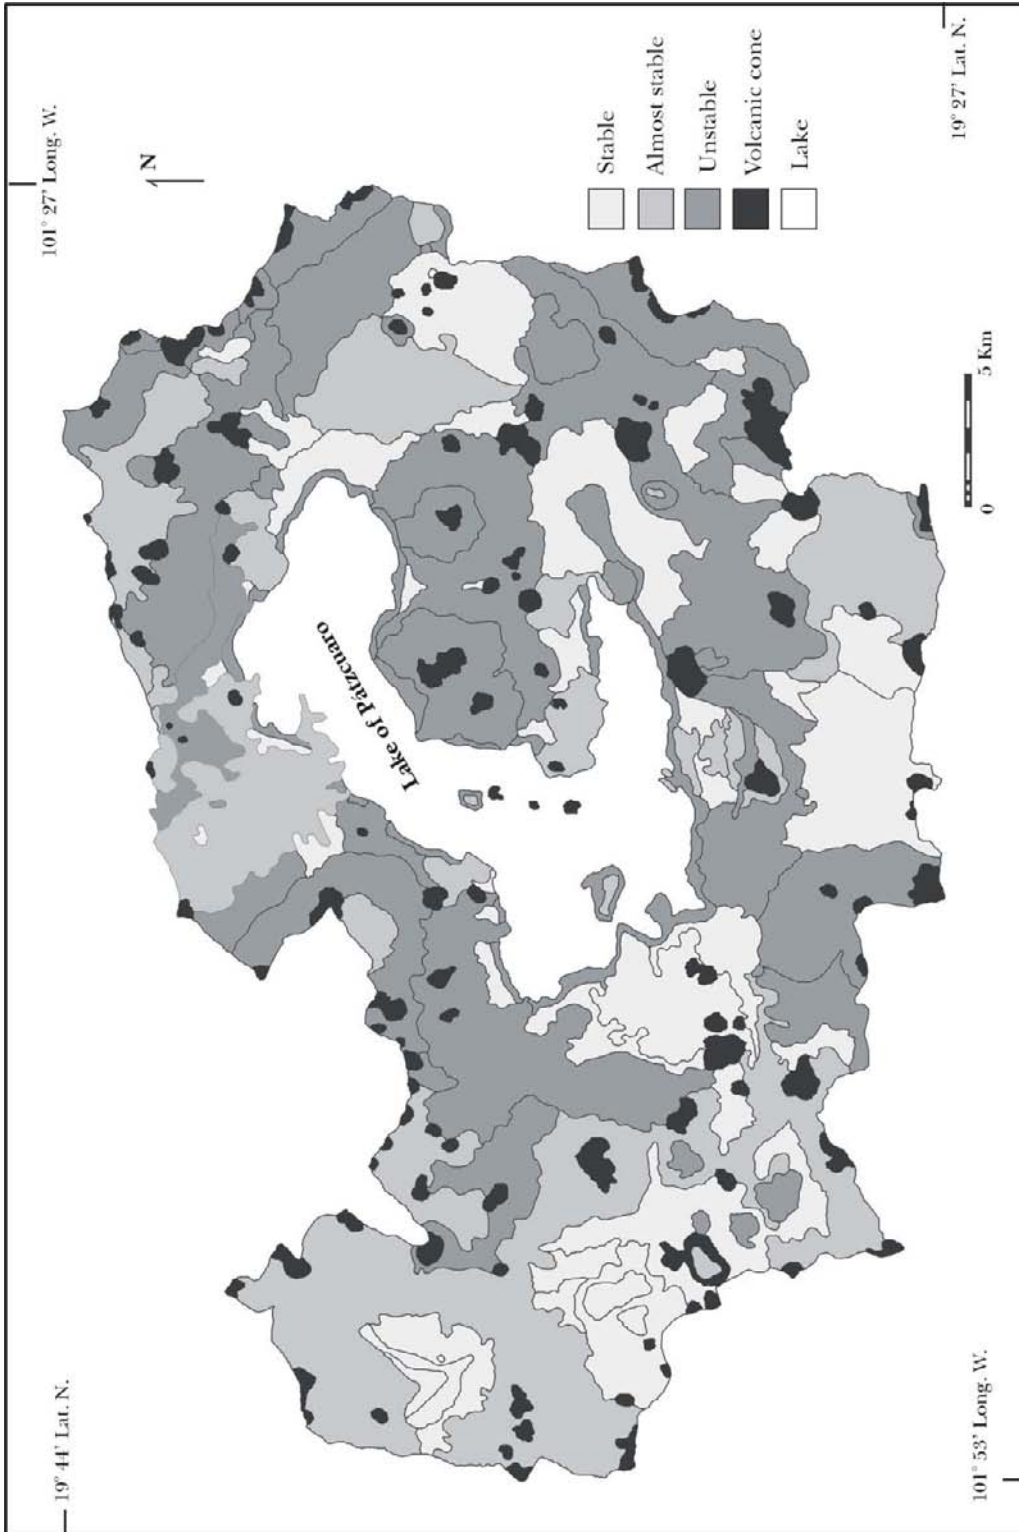 19° 44' Lat. N.
101° 27' Long. W.
N
Lake of Pátzcuaro
Stable
Almost stable
Unstable
Volcanic cone
Lake
0 5 Km
101° 53' Long. W.
19° 27' Lat. N.